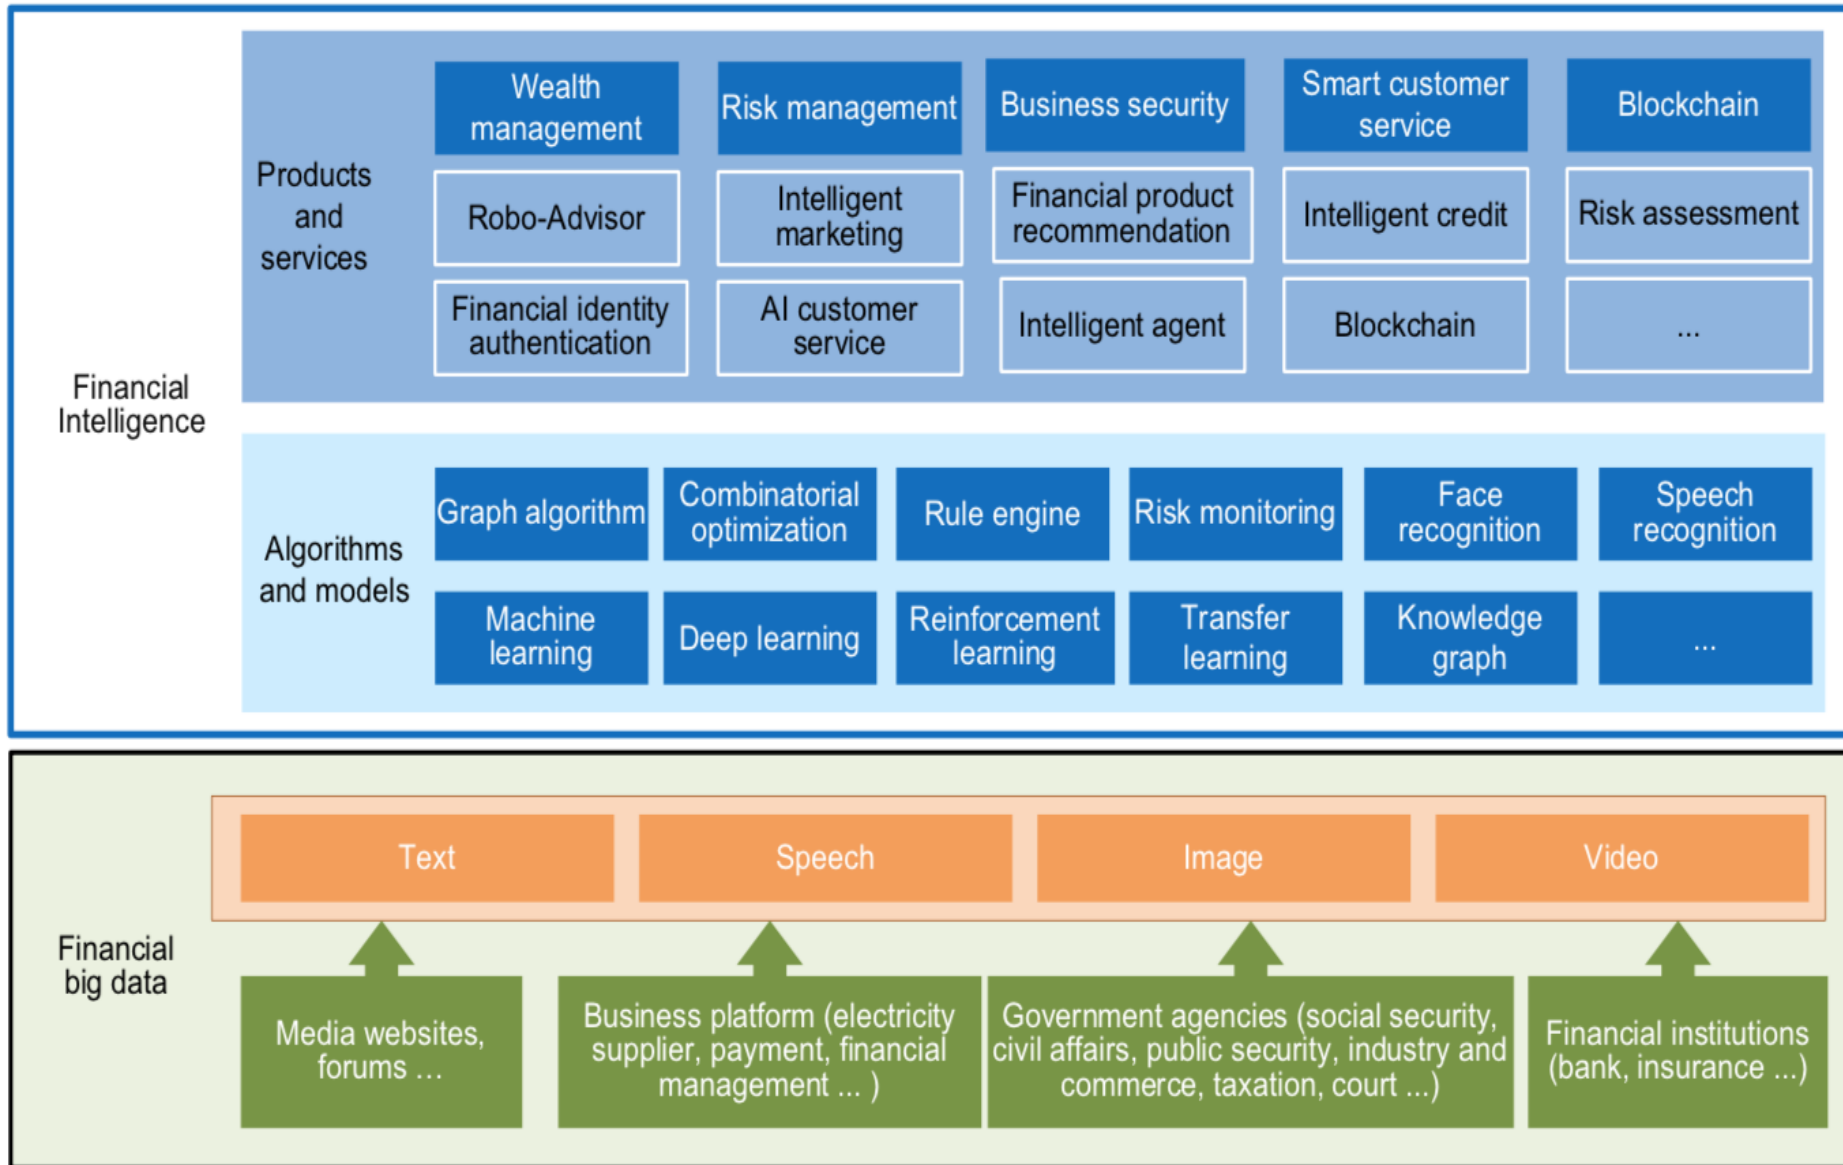 Financial
Intelligence
Products
and
services
Wealth
management
Risk management
Business security
Smart customer
service
Blockchain
Robo-Advisor
Intelligent
marketing
Financial product
recommendation
Intelligent credit
Risk assessment
Financial identity
authentication
AI customer
service
Intelligent agent
Blockchain
...
Algorithms
and models
Graph algorithm
Combinatorial
optimization
Rule engine
Risk monitoring
Face
recognition
Speech
recognition
Machine
learning
Deep learning
Reinforcement
learning
Transfer
learning
Knowledge
graph
...
Financial
big data
Text
Speech
Image
Video
Media websites,
forums ...
Business platform (electricity
supplier, payment, financial
management ... )
Government agencies (social security,
civil affairs, public security, industry and
commerce, taxation, court ...)
Financial institutions
(bank, insurance ...)